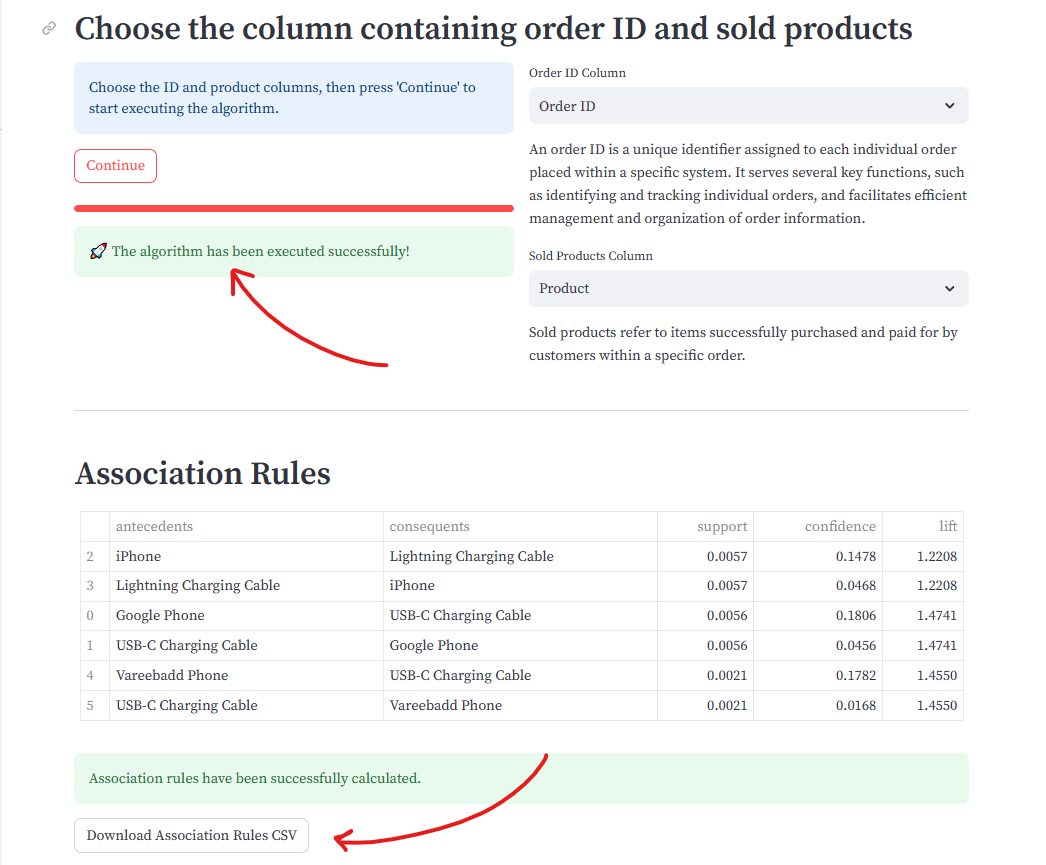 Choose the column containing order ID and sold products
Choose the ID and product columns, then press 'Continue' to
start executing the algorithm.
Continue
🚀 The algorithm has been executed successfully!
Order ID Column
Order ID
An order ID is a unique identifier assigned to each individual order
placed within a specific system. It serves several key functions, such
as identifying and tracking individual orders, and facilitates efficient
management and organization of order information.
Sold Products Column
Product
Sold products refer to items successfully purchased and paid for by
customers within a specific order.
Association Rules
antecedents consequents support confidence lift
2 iPhone Lightning Charging Cable 0.0057 0.1478 1.2208
3 Lightning Charging Cable iPhone 0.0057 0.0468 1.2208
0 Google Phone USB-C Charging Cable 0.0056 0.1806 1.4741
1 USB-C Charging Cable Google Phone 0.0056 0.0456 1.4741
4 Vareebadd Phone USB-C Charging Cable 0.0021 0.1782 1.4550
5 USB-C Charging Cable Vareebadd Phone 0.0021 0.0168 1.4550
Association rules have been successfully calculated.
Download Association Rules CSV